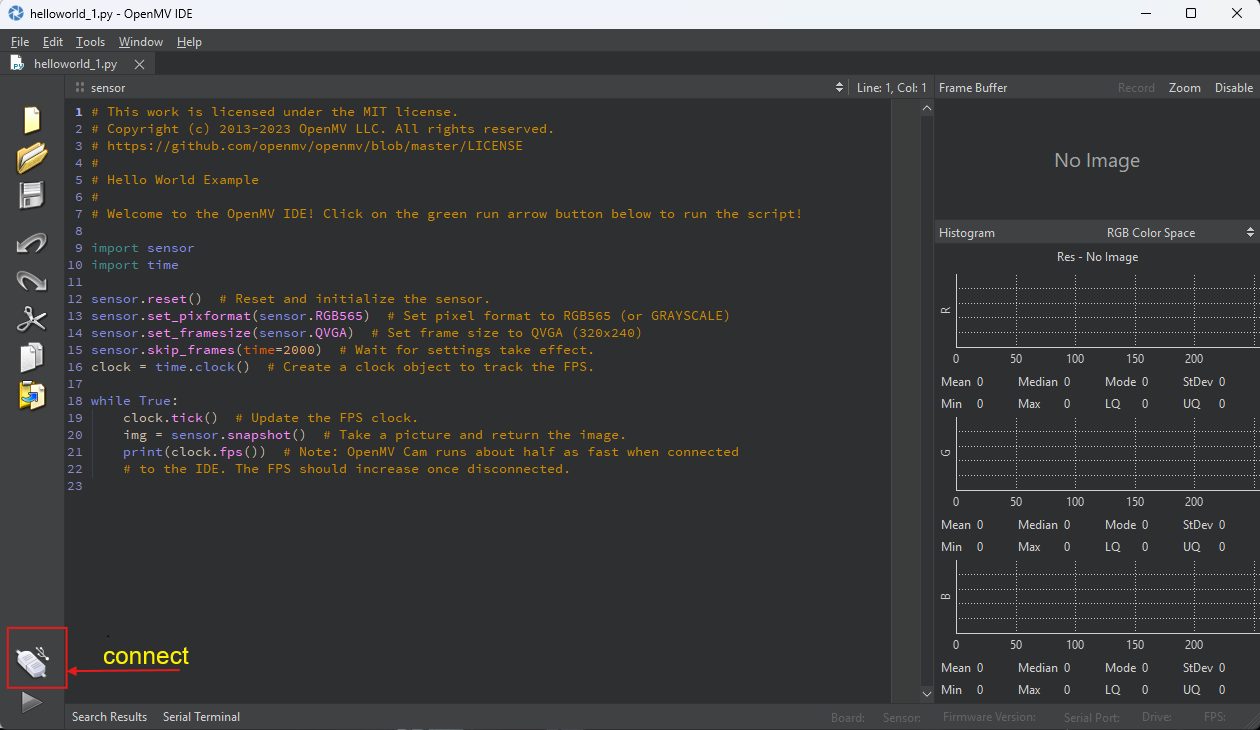 helloworld_1.py - OpenMV IDE
File Edit Tools Window Help
helloworld_1.py
sensor Line: 1, Col: 1 Frame Buffer Record Zoom Disable
1 # This work is licensed under the MIT license.
2 # Copyright (c) 2013-2023 OpenMV LLC. All rights reserved.
3 # https://github.com/openmv/openmv/blob/master/LICENSE
4 #
5 # Hello World Example
6 #
7 # Welcome to the OpenMV IDE! Click on the green run arrow button below to run the script!
8
9 import sensor
10 import time
11
12 sensor.reset()  # Reset and initialize the sensor.
13 sensor.set_pixformat(sensor.RGB565)  # Set pixel format to RGB565 (or GRAYSCALE)
14 sensor.set_framesize(sensor.QVGA)  # Set frame size to QVGA (320x240)
15 sensor.skip_frames(time=2000)  # Wait for settings take effect.
16 clock = time.clock()  # Create a clock object to track the FPS.
17
18 while True:
19     clock.tick()  # Update the FPS clock.
20     img = sensor.snapshot()  # Take a picture and return the image.
21     print(clock.fps())  # Note: OpenMV Cam runs about half as fast when connected
22     # to the IDE. The FPS should increase once disconnected.
23
No Image
Histogram RGB Color Space
Res - No Image
R
0 50 100 150 200
Mean 0 Median 0 Mode 0 StDev 0
Min 0 Max 0 LQ 0 UQ 0
G
0 50 100 150 200
Mean 0 Median 0 Mode 0 StDev 0
Min 0 Max 0 LQ 0 UQ 0
B
0 50 100 150 200
Mean 0 Median 0 Mode 0 StDev 0
Min 0 Max 0 LQ 0 UQ 0
connect
Search Results Serial Terminal Board: Sensor: Firmware Version: Serial Port: Drive: FPS: